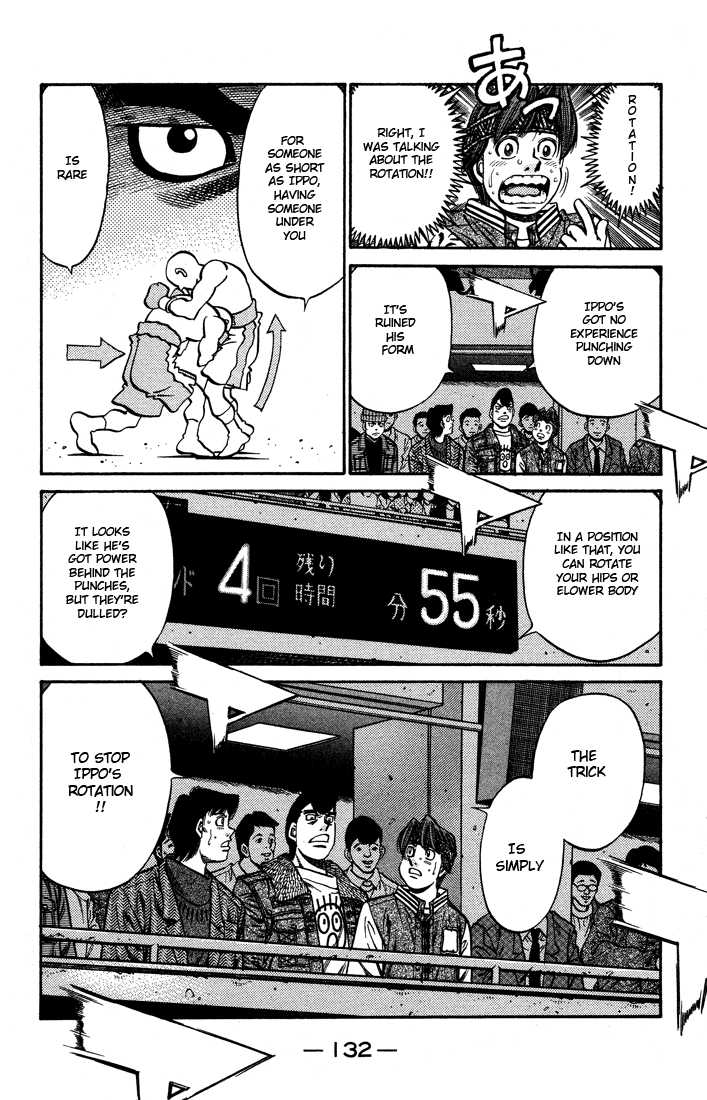 あっ
ROTATION!
RIGHT, I
WAS TALKING
ABOUT THE
ROTATION!!
IPPO'S
GOT NO
EXPERIENCE
PUNCHING
DOWN
IT'S
RUINED
HIS
FORM
FOR
SOMEONE
AS SHORT
AS IPPO,
HAVING
SOMEONE
UNDER
YOU
IS
RARE
IN A POSITION
LIKE THAT, YOU
CAN ROTATE
YOUR HIPS OR
ELOWER BODY
ド 4回 残り
時間 分 55秒
IT LOOKS
LIKE HE'S
GOT POWER
BEHIND THE
PUNCHES,
BUT THEY'RE
DULLED?
THE
TRICK
IS
SIMPLY
TO STOP
IPPO'S
ROTATION
!!
— 132 —